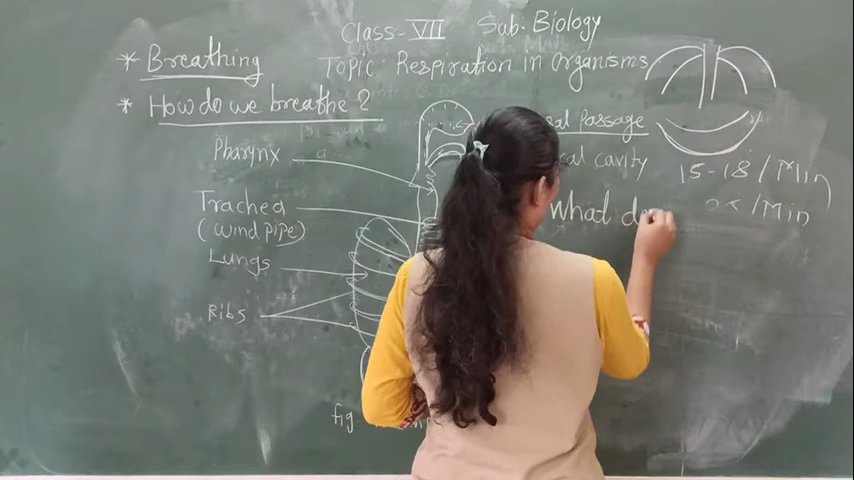 Class-VII Sub. Biology
* Breathing
Topic: Respiration in Organisms
* How do we breathe?
Passage
Pharynx
cavity
15-18/Min
Trachea
(wind pipe)
What d
/Min
Lungs
Ribs
fig